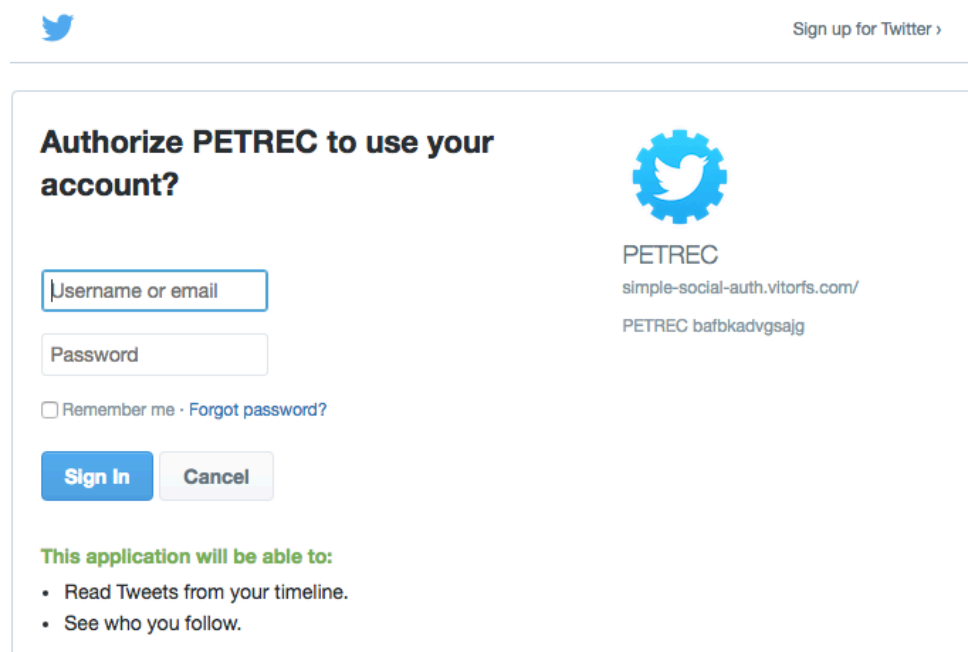 Sign up for Twitter ›
Authorize PETREC to use your
account?
Username or email
Password
Remember me · Forgot password?
Sign In
Cancel
This application will be able to:
• Read Tweets from your timeline.
• See who you follow.
PETREC
simple-social-auth.vitorfs.com/
PETREC bafbkadvgsajg